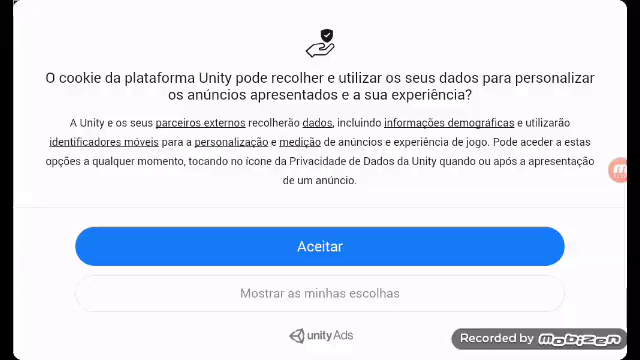 O cookie da plataforma Unity pode recolher e utilizar os seus dados para personalizar
os anúncios apresentados e a sua experiência?
A Unity e os seus parceiros externos recolherão dados, incluindo informações demográficas e utilizarão
identificadores móveis para a personalização e medição de anúncios e experiência de jogo. Pode aceder a estas
opções a qualquer momento, tocando no ícone da Privacidade de Dados da Unity quando ou após a apresentação
de um anúncio.
Aceitar
Mostrar as minhas escolhas
unity Ads
Recorded by MOBIZEN